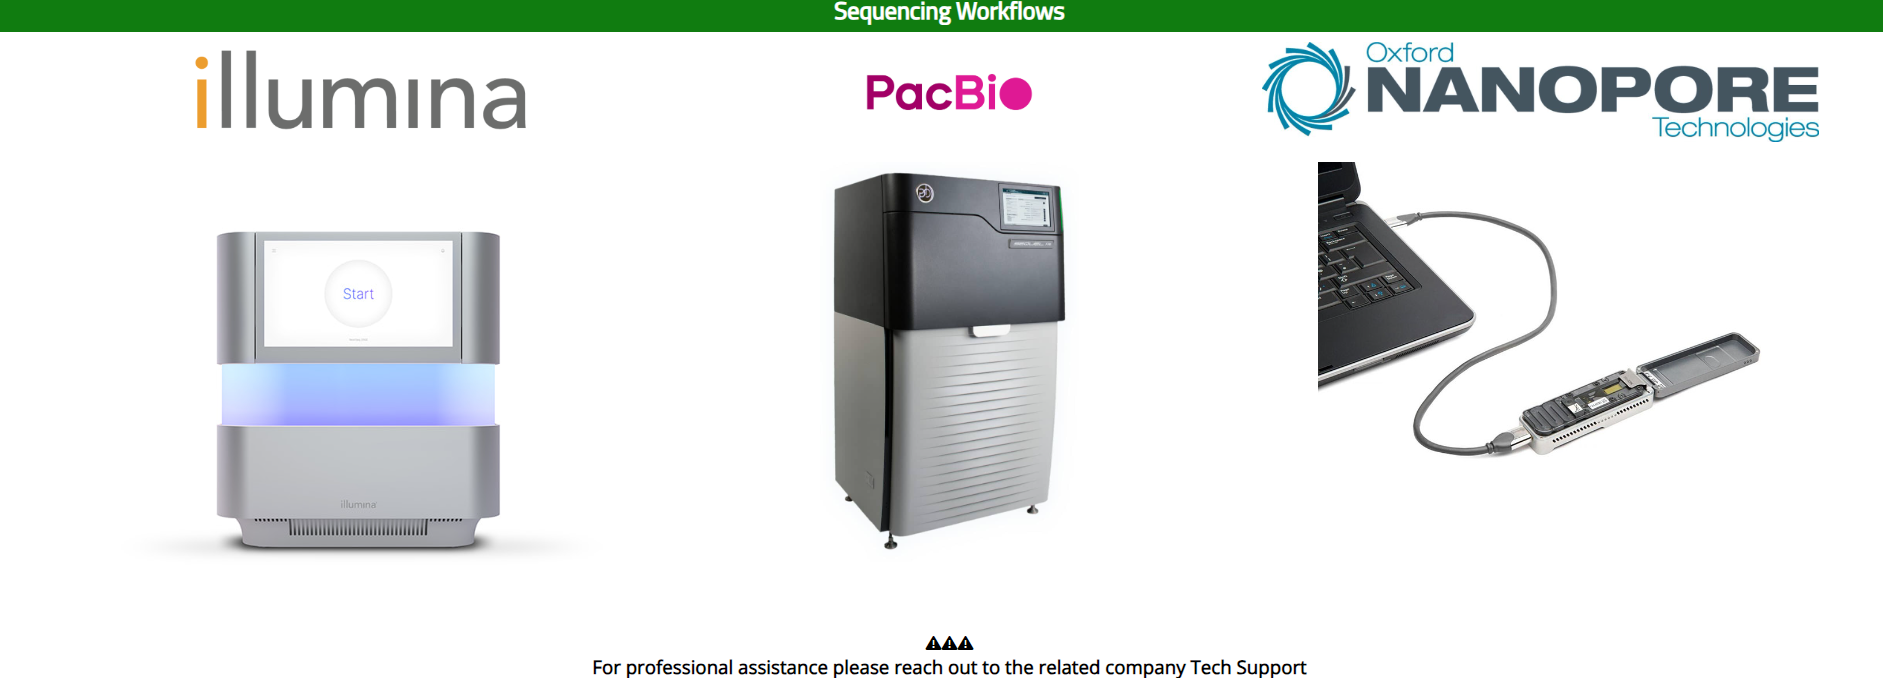 Sequencing Workflows
illumina
PacBio
Oxford
NANOPORE
Technologies
Start
illumina
For professional assistance please reach out to the related company Tech Support